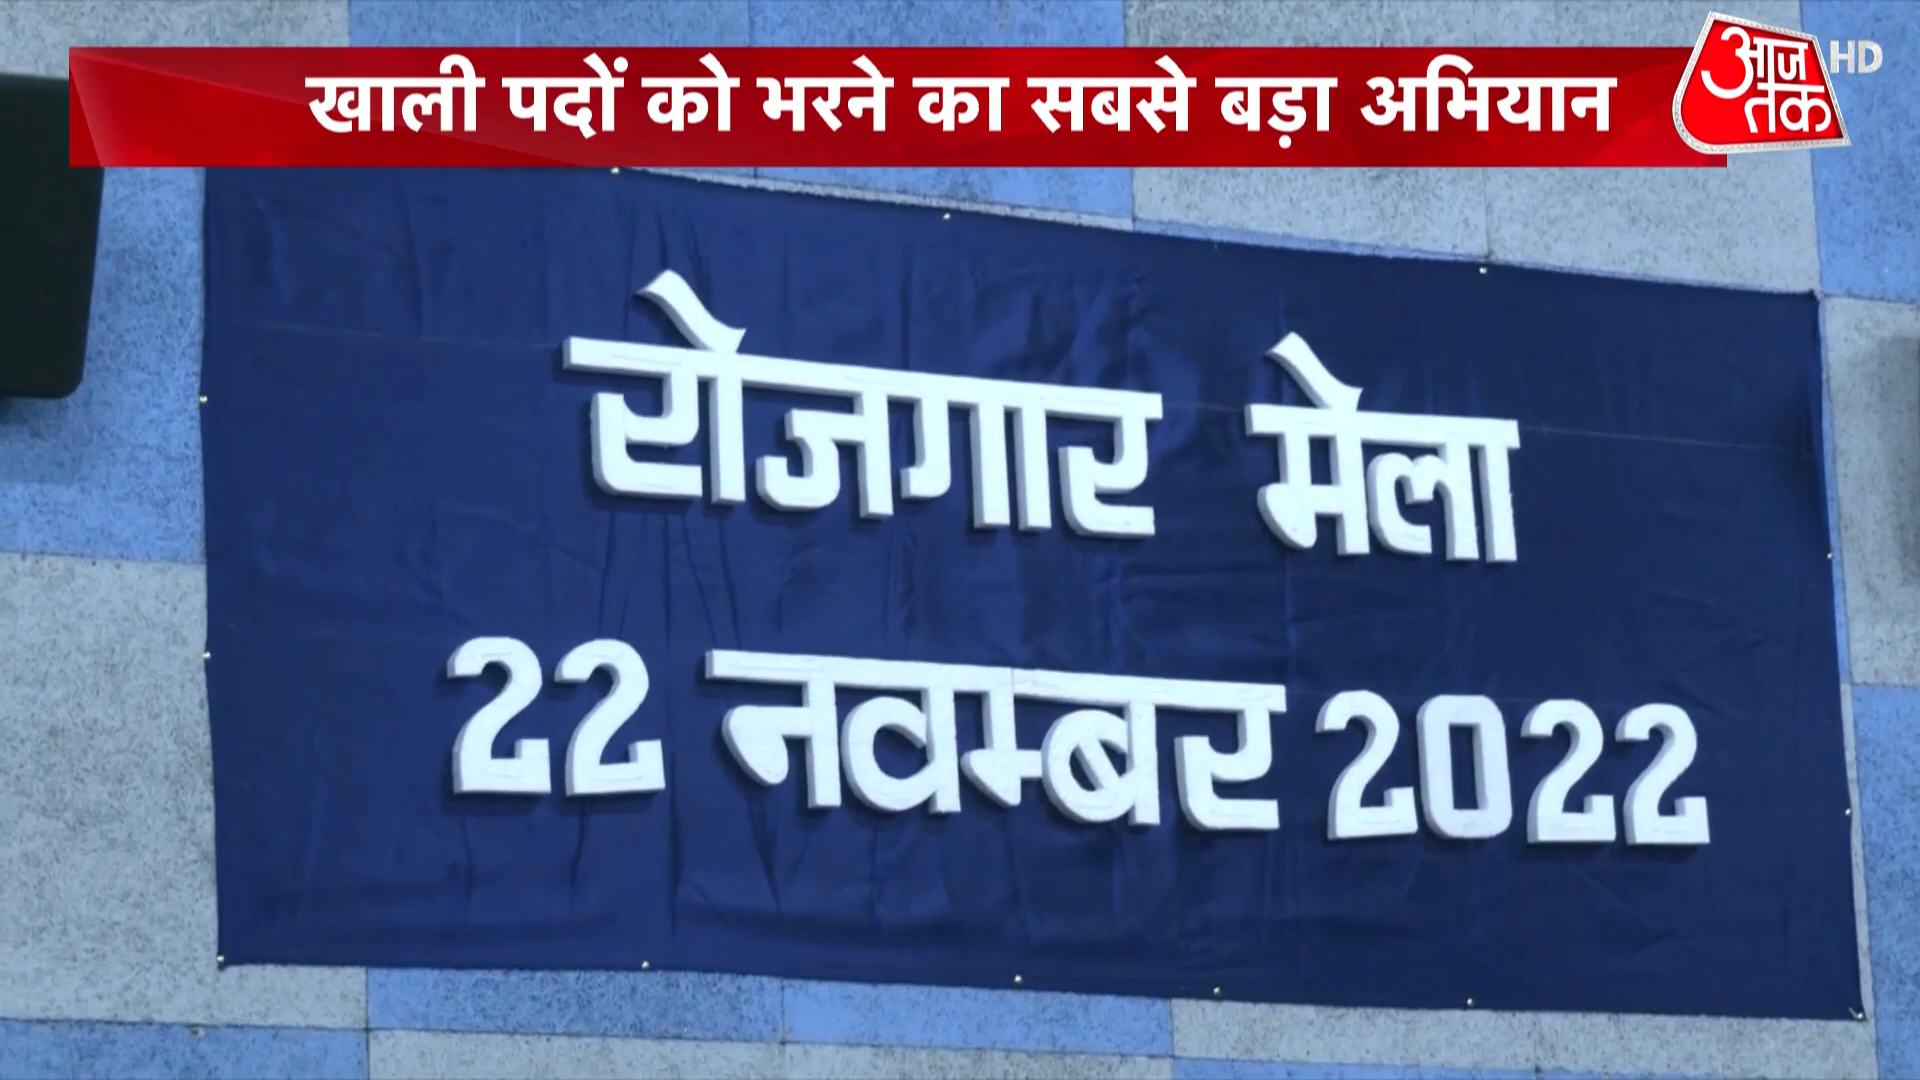 खाली पदों को भरने का सबसे बड़ा अभियान
आज तक HD
रोजगार मेला
22 नवम्बर 2022